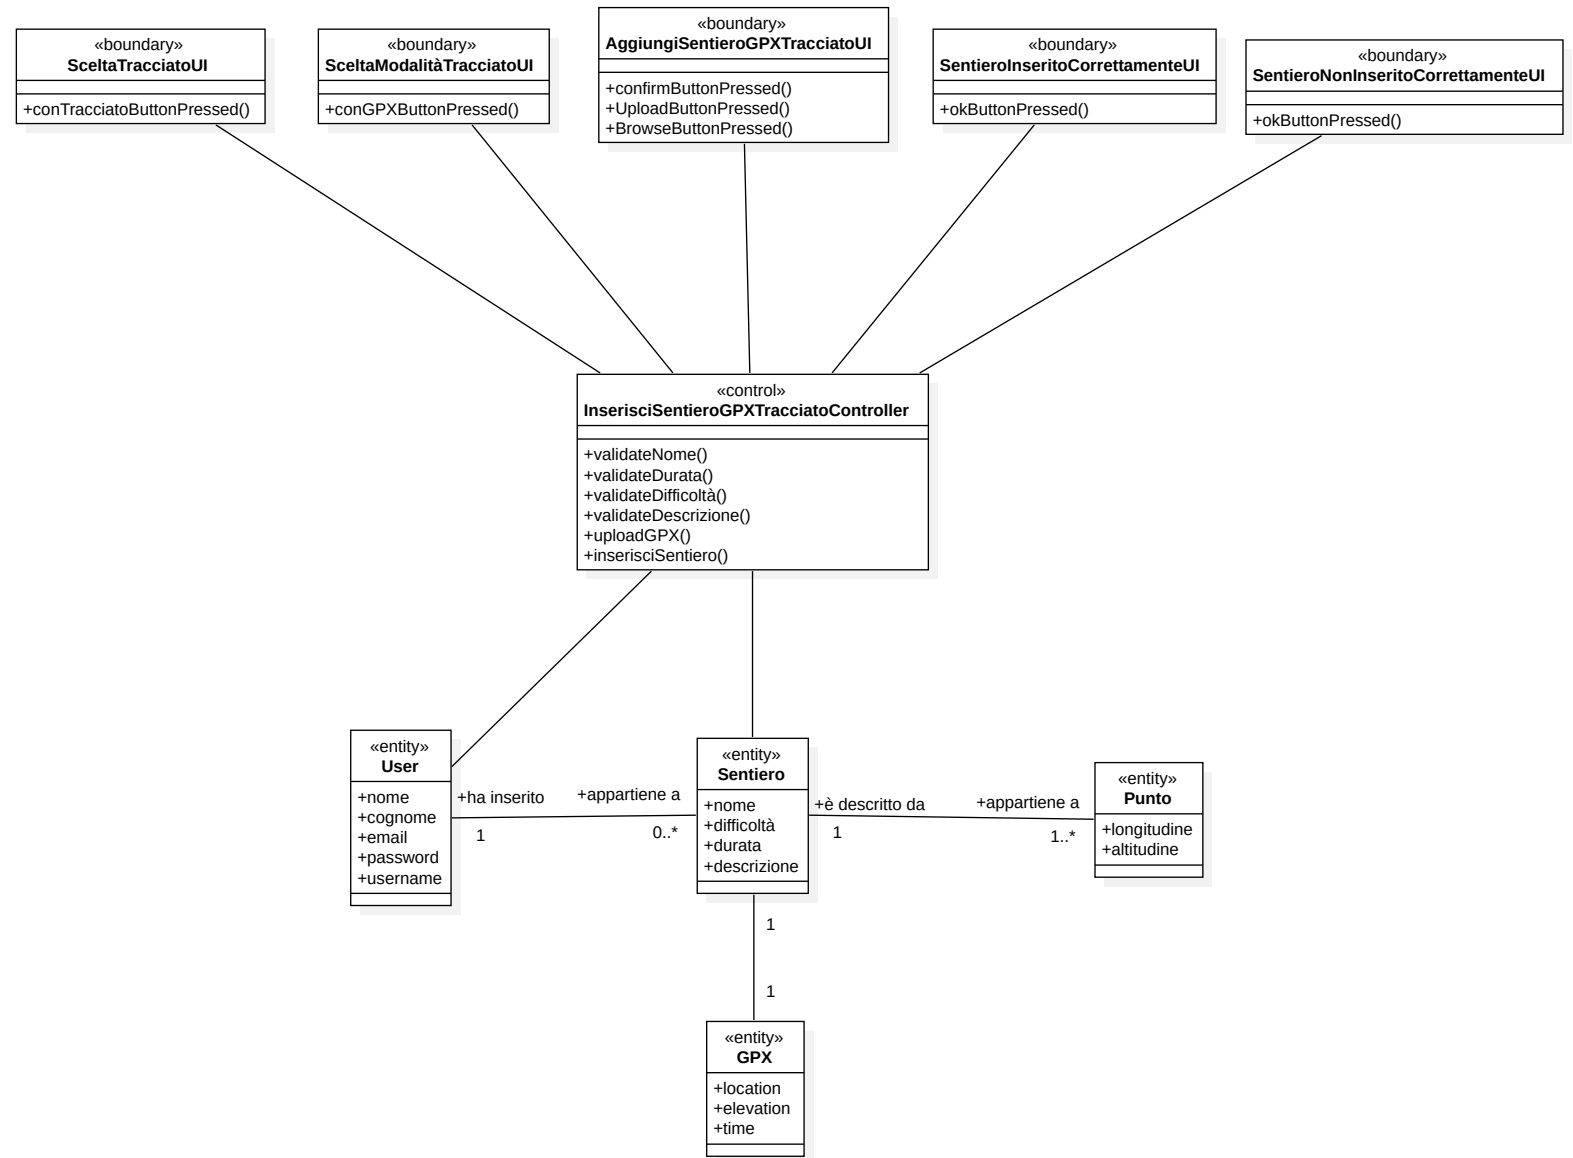 «boundary»
SceltaTracciatoUI
+conTracciatoButtonPressed()
«boundary»
SceltaModalitàTracciatoUI
+conGPXButtonPressed()
«boundary»
AggiungiSentieroGPXTracciatoUI
+confirmButtonPressed()
+UploadButtonPressed()
+BrowseButtonPressed()
«boundary»
SentieroInseritoCorrettamenteUI
+okButtonPressed()
«boundary»
SentieroNonInseritoCorrettamenteUI
+okButtonPressed()
«control»
InserisciSentieroGPXTracciatoController
+validateNome()
+validateDurata()
+validateDifficoltà()
+validateDescrizione()
+uploadGPX()
+inserisciSentiero()
«entity»
User
+nome
+cognome
+email
+password
+username
+ha inserito
1
+appartiene a
0..*
«entity»
Sentiero
+nome
+difficoltà
+durata
+descrizione
+è descritto da
1
+appartiene a
1..*
«entity»
Punto
+longitudine
+altitudine
1
1
«entity»
GPX
+location
+elevation
+time